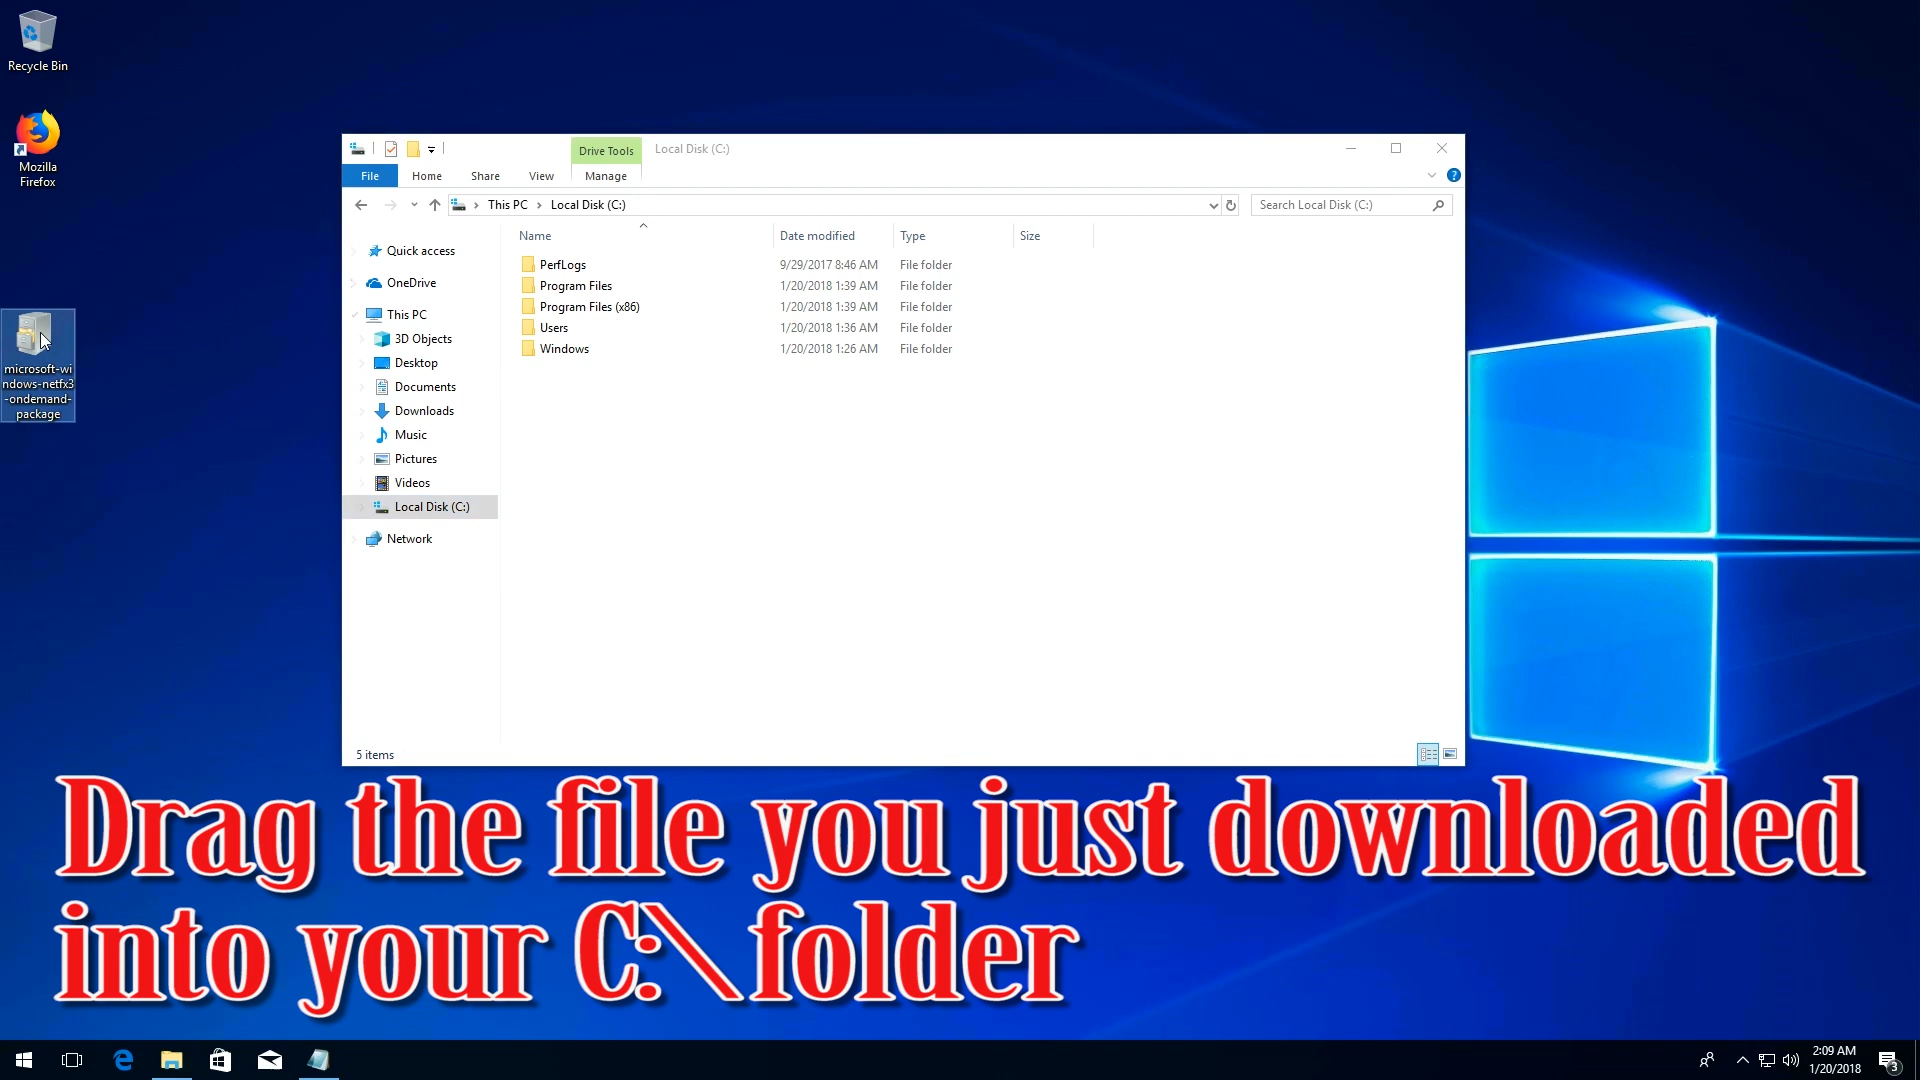 Recycle Bin
Mozilla
Firefox
microsoft-wi
ndows-netfx3
-ondemand-
package
Drive Tools
Local Disk (C:)
File
Home
Share
View
Manage
?
This PC
Local Disk (C:)
Search Local Disk (C:)
Name
Date modified
Type
Size
Quick access
OneDrive
This PC
3D Objects
Desktop
Documents
Downloads
Music
Pictures
Videos
Local Disk (C:)
Network
PerfLogs 9/29/2017 8:46 AM File folder
Program Files 1/20/2018 1:39 AM File folder
Program Files (x86) 1/20/2018 1:39 AM File folder
Users 1/20/2018 1:36 AM File folder
Windows 1/20/2018 1:26 AM File folder
5 items
Drag the file you just downloaded
into your C:\folder
2:09 AM
1/20/2018
3